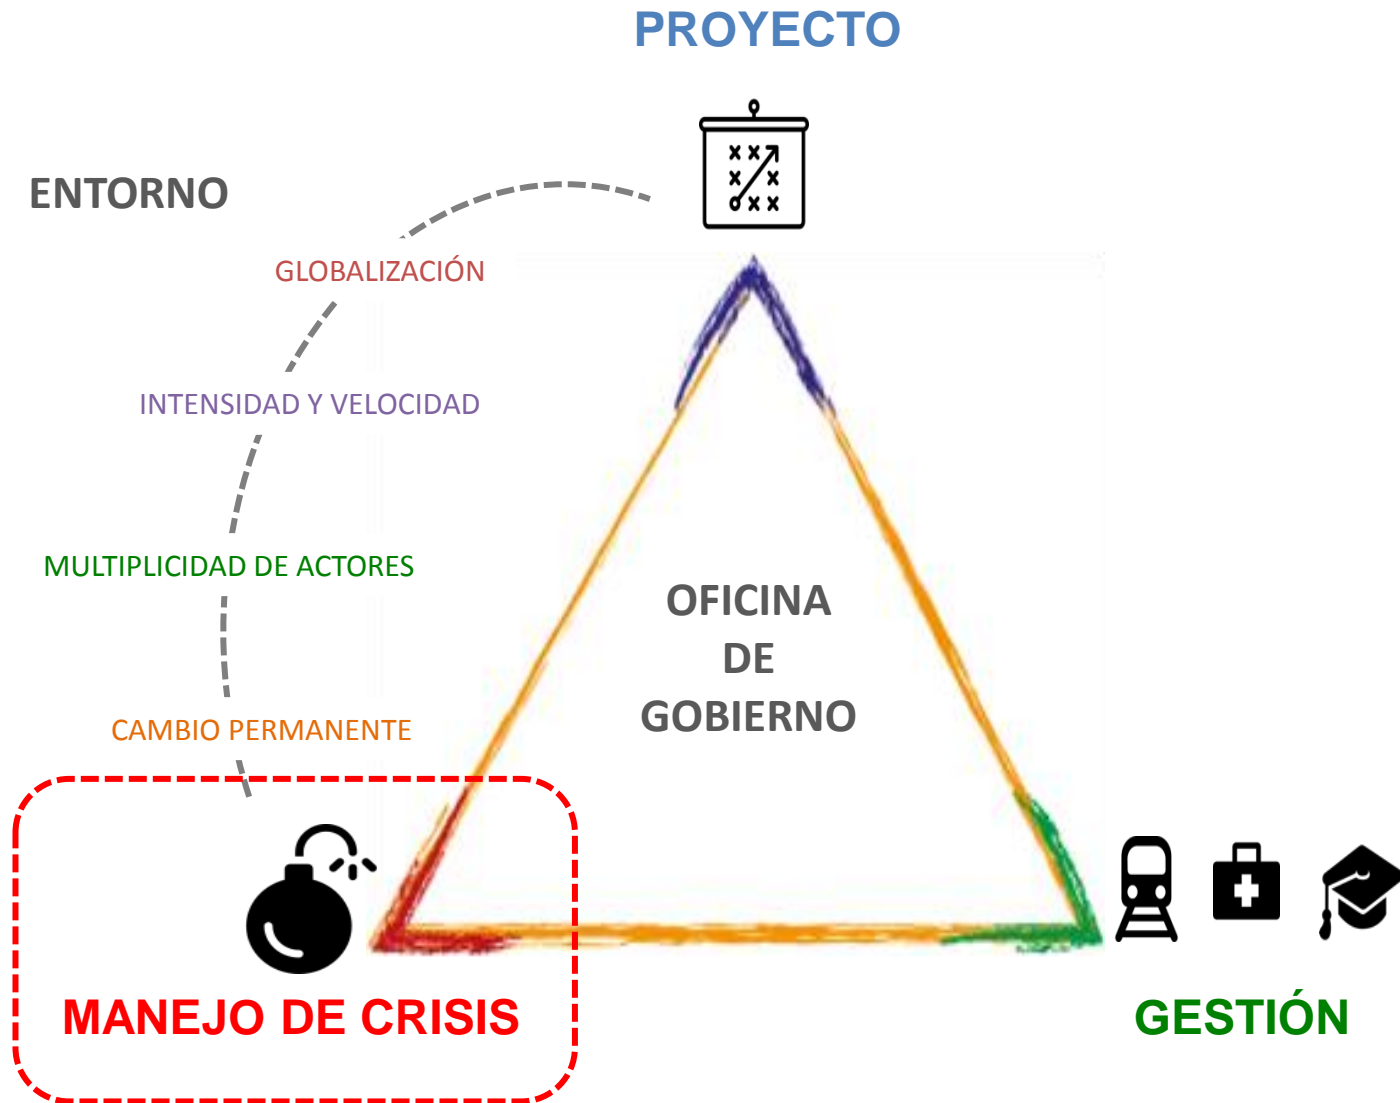 PROYECTO
ENTORNO
GLOBALIZACIÓN
INTENSIDAD Y VELOCIDAD
MULTIPLICIDAD DE ACTORES
CAMBIO PERMANENTE
OFICINA
DE
GOBIERNO
MANEJO DE CRISIS
GESTIÓN